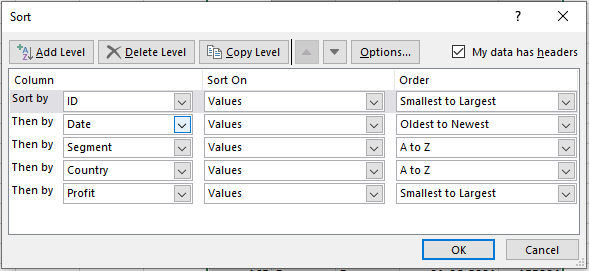 Sort
Add Level Delete Level Copy Level Options... My data has headers
Column Sort On Order
Sort by ID Values Smallest to Largest
Then by Date Values Oldest to Newest
Then by Segment Values A to Z
Then by Country Values A to Z
Then by Profit Values Smallest to Largest
OK Cancel